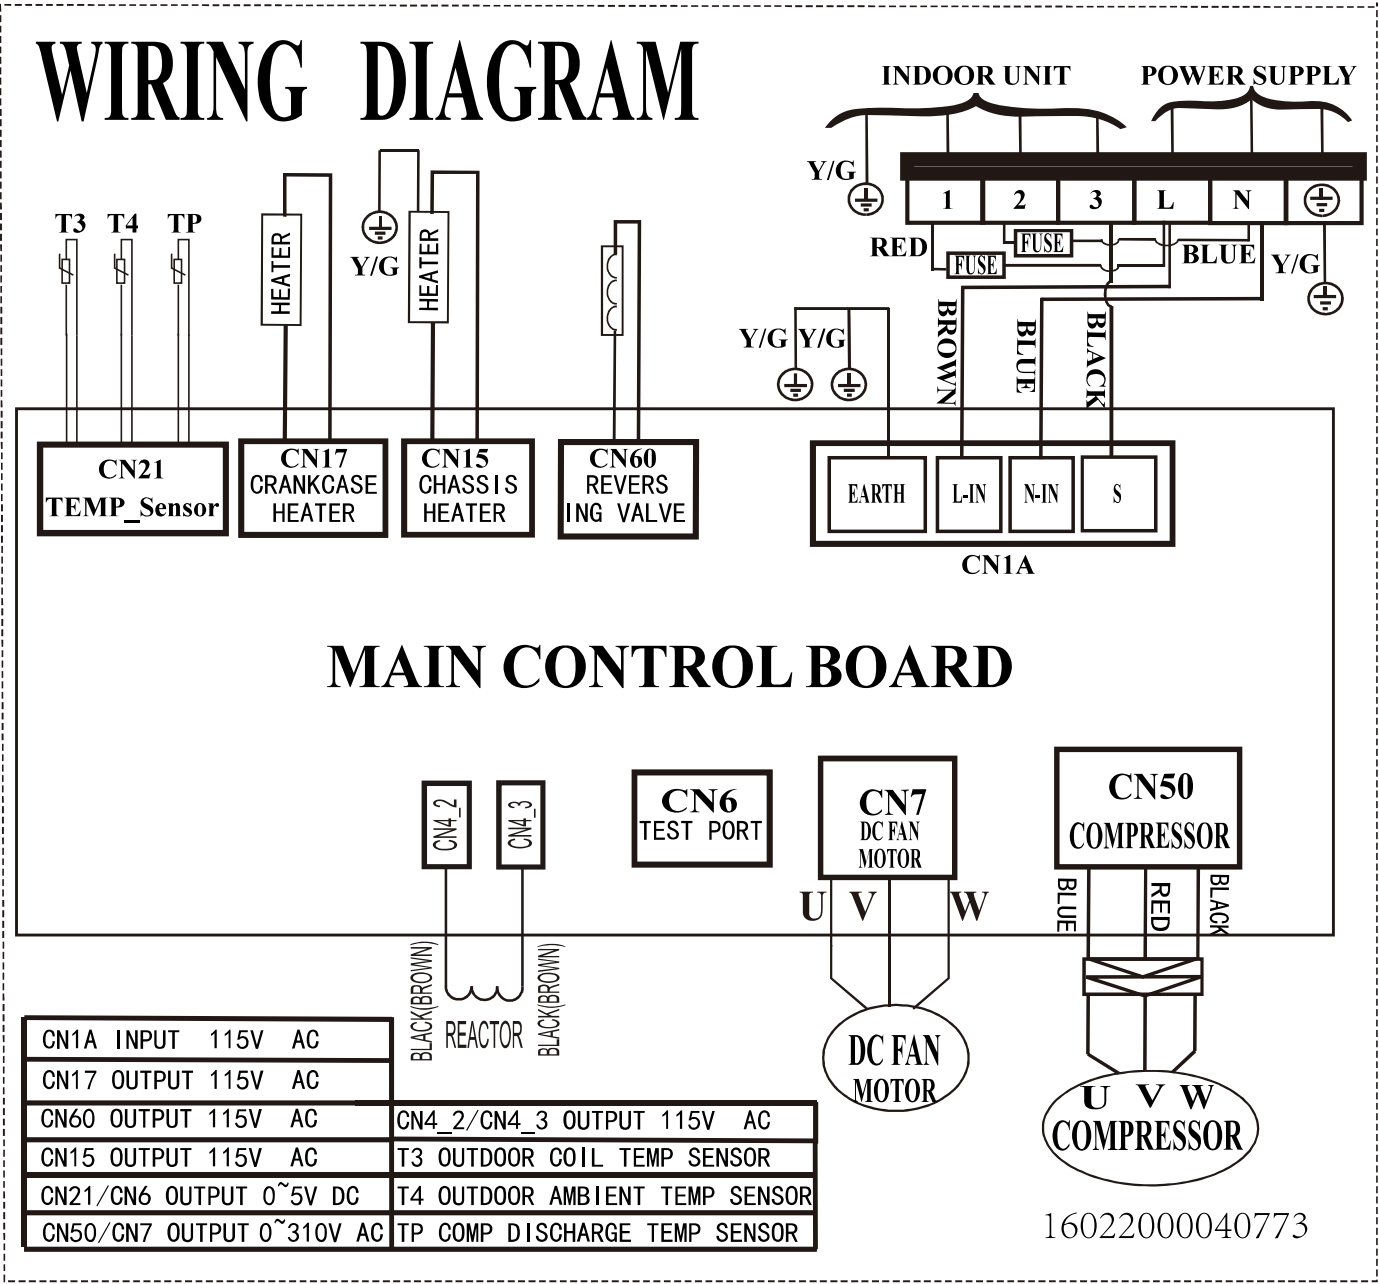 WIRING DIAGRAM
INDOOR UNIT
POWER SUPPLY
Y/G
1 2 3 L N
RED
FUSE
FUSE
BLUE
Y/G
T3 T4 TP
HEATER
Y/G
HEATER
Y/G Y/G
BROWN
BLUE
BLACK
CN21
TEMP_Sensor
CN17
CRANKCASE
HEATER
CN15
CHASSIS
HEATER
CN60
REVERS
ING VALVE
EARTH
L-IN
N-IN
S
CN1A
MAIN CONTROL BOARD
CN4_2
CN4_3
CN6
TEST PORT
CN7
DC FAN
MOTOR
CN50
COMPRESSOR
U V W
BLUE
RED
BLACK
BLACK(BROWN)
REACTOR
BLACK(BROWN)
DC FAN
MOTOR
U V W
COMPRESSOR
CN1A INPUT 115V AC
CN17 OUTPUT 115V AC
CN60 OUTPUT 115V AC
CN15 OUTPUT 115V AC
CN21/CN6 OUTPUT 0~5V DC
CN50/CN7 OUTPUT 0~310V AC
CN4_2/CN4_3 OUTPUT 115V AC
T3 OUTDOOR COIL TEMP SENSOR
T4 OUTDOOR AMBIENT TEMP SENSOR
TP COMP DISCHARGE TEMP SENSOR
16022000040773